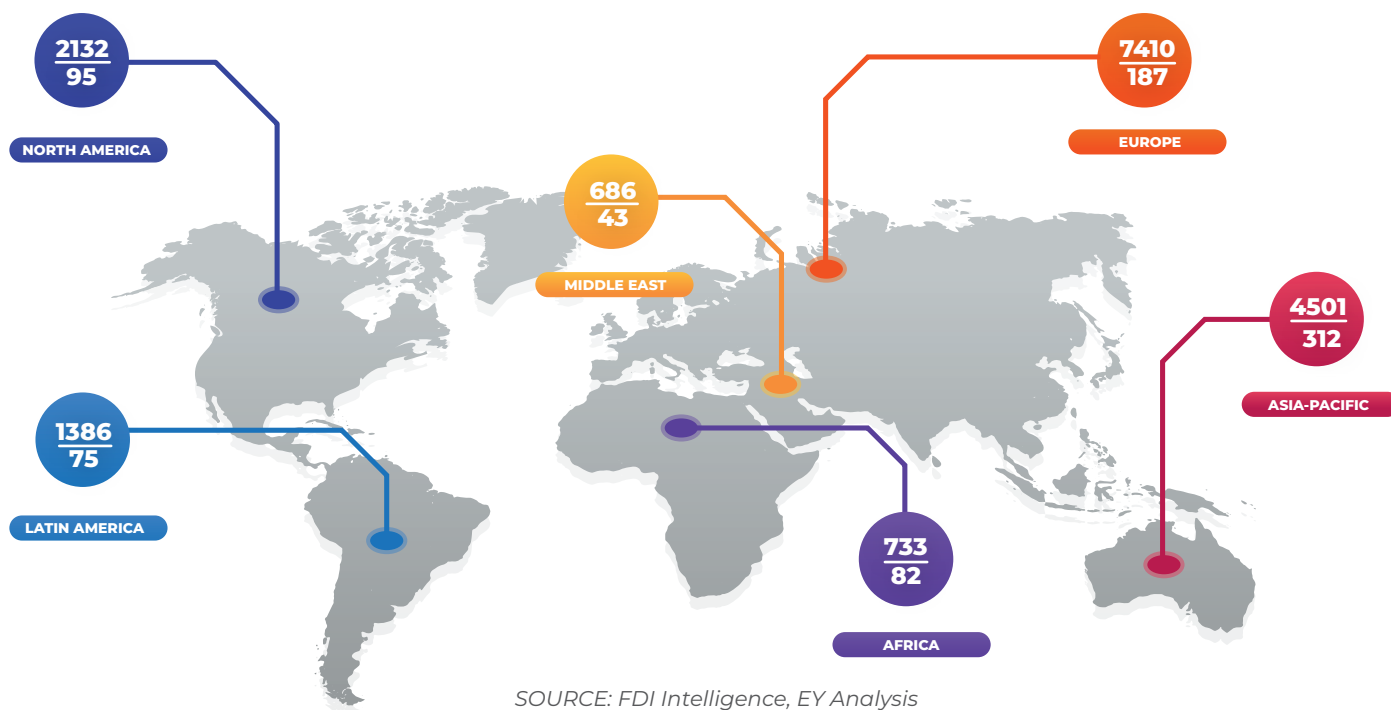 2132
95
NORTH AMERICA
7410
187
EUROPE
686
43
MIDDLE EAST
4501
312
ASIA-PACIFIC
1386
75
LATIN AMERICA
733
82
AFRICA
SOURCE: FDI Intelligence, EY Analysis